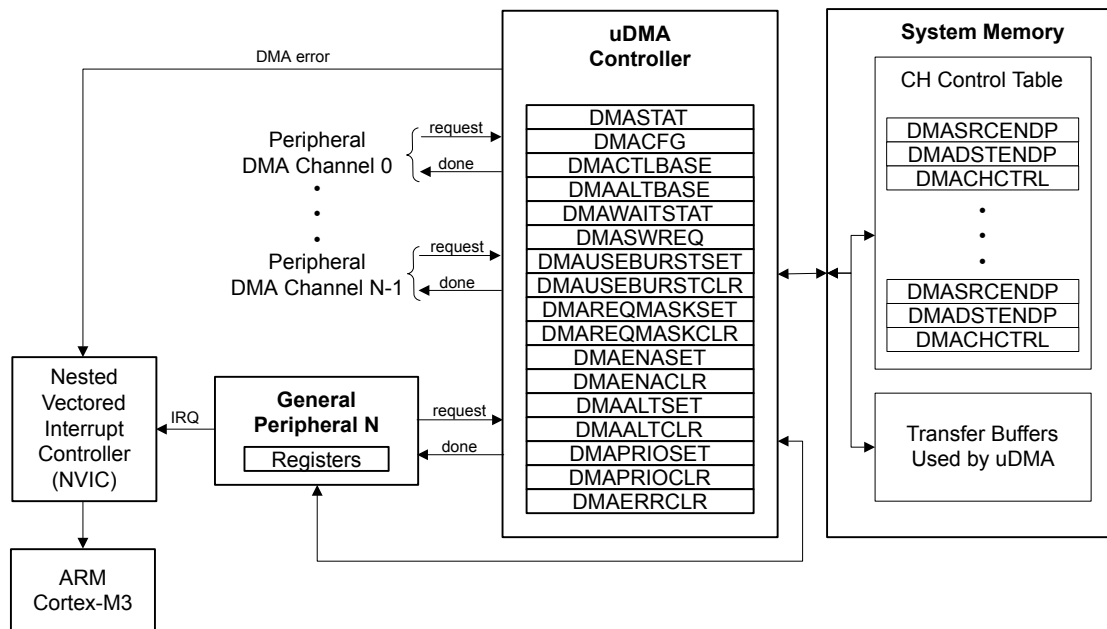 uDMA
Controller
System Memory
DMA error
CH Control Table
DMASTAT
DMACFG
DMACTLBASE
DMAALTBASE
DMAWAITSTAT
DMASWREQ
DMAUSEBURSTSET
DMAUSEBURSTCLR
DMAREQMASKSET
DMAREQMASKCLR
DMAENASET
DMAENACLR
DMAALTSET
DMAALTCLR
DMAPRIOSET
DMAPRIOCLR
DMAERRCLR
Peripheral
DMA Channel 0
request
done
Peripheral
DMA Channel N-1
request
done
DMASRCENDP
DMADSTENDP
DMACHCTRL
DMASRCENDP
DMADSTENDP
DMACHCTRL
Nested
Vectored
Interrupt
Controller
(NVIC)
IRQ
General
Peripheral N
Registers
request
done
Transfer Buffers
Used by uDMA
ARM
Cortex-M3